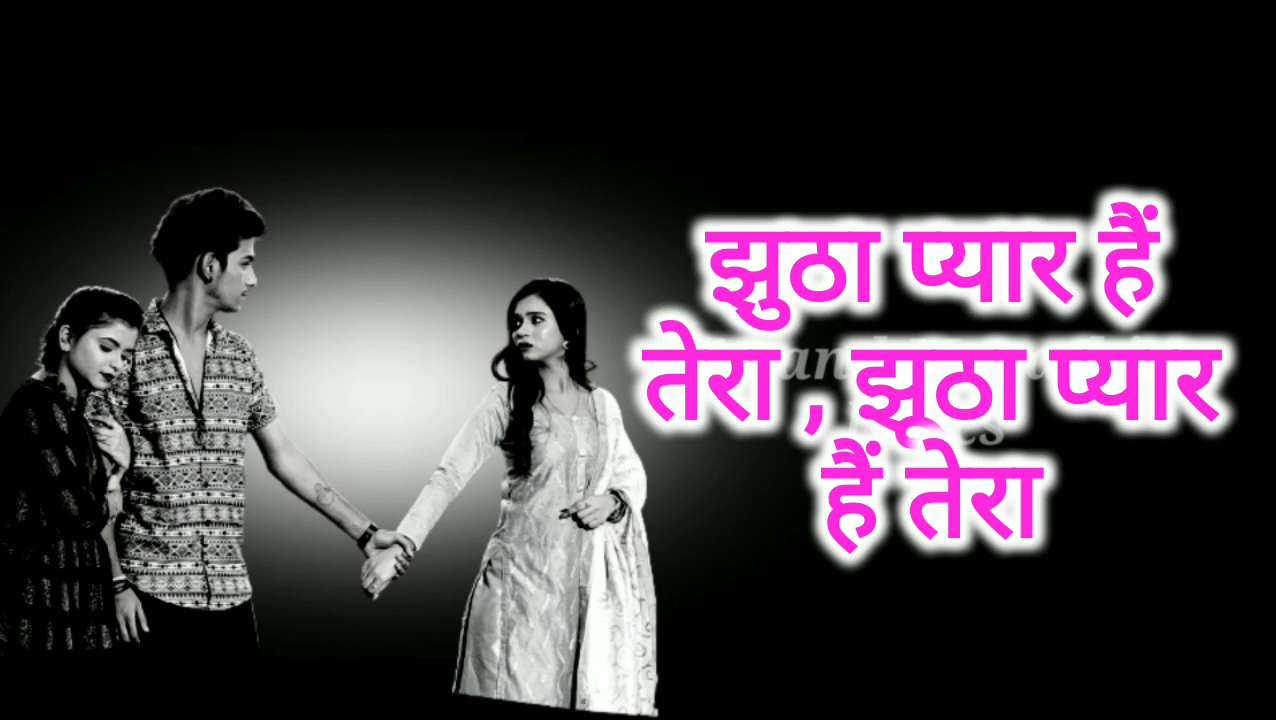 झुठा प्यार हैं
तेरा , झूठा प्यार
हैं तेरा